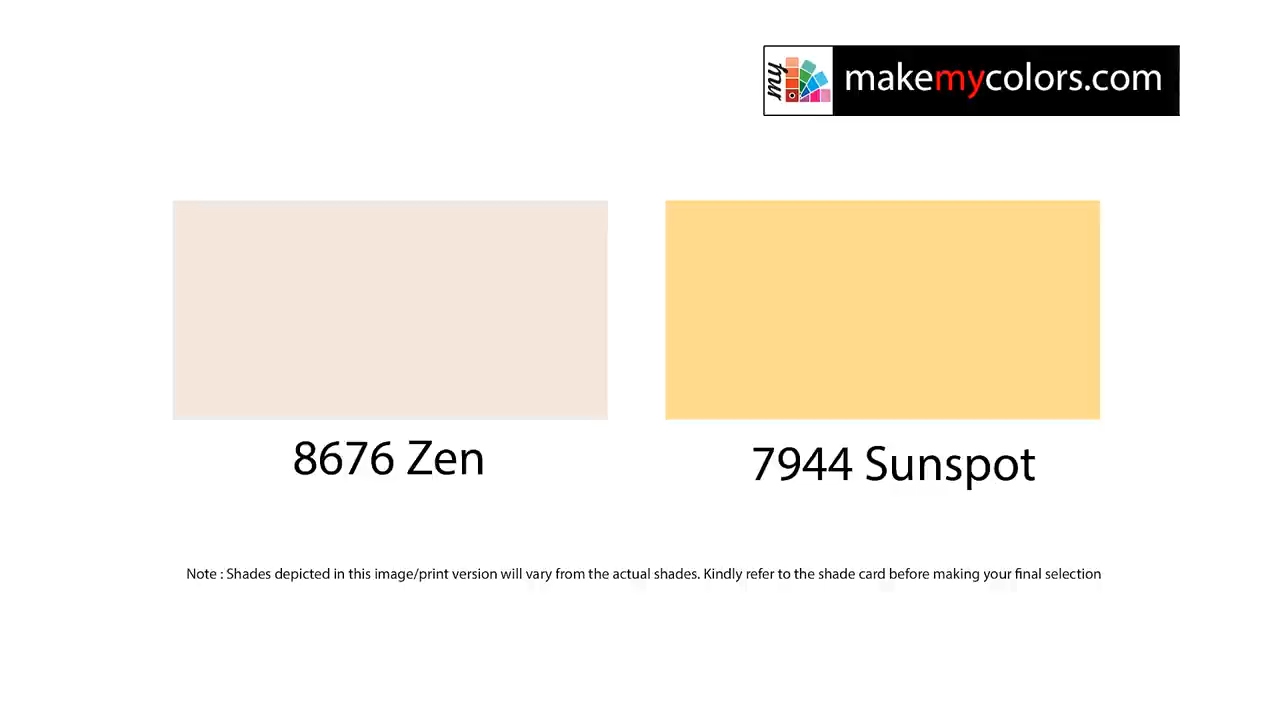 my
makemycolors.com
8676 Zen
7944 Sunspot
Note : Shades depicted in this image/print version will vary from the actual shades. Kindly refer to the shade card before making your final selection